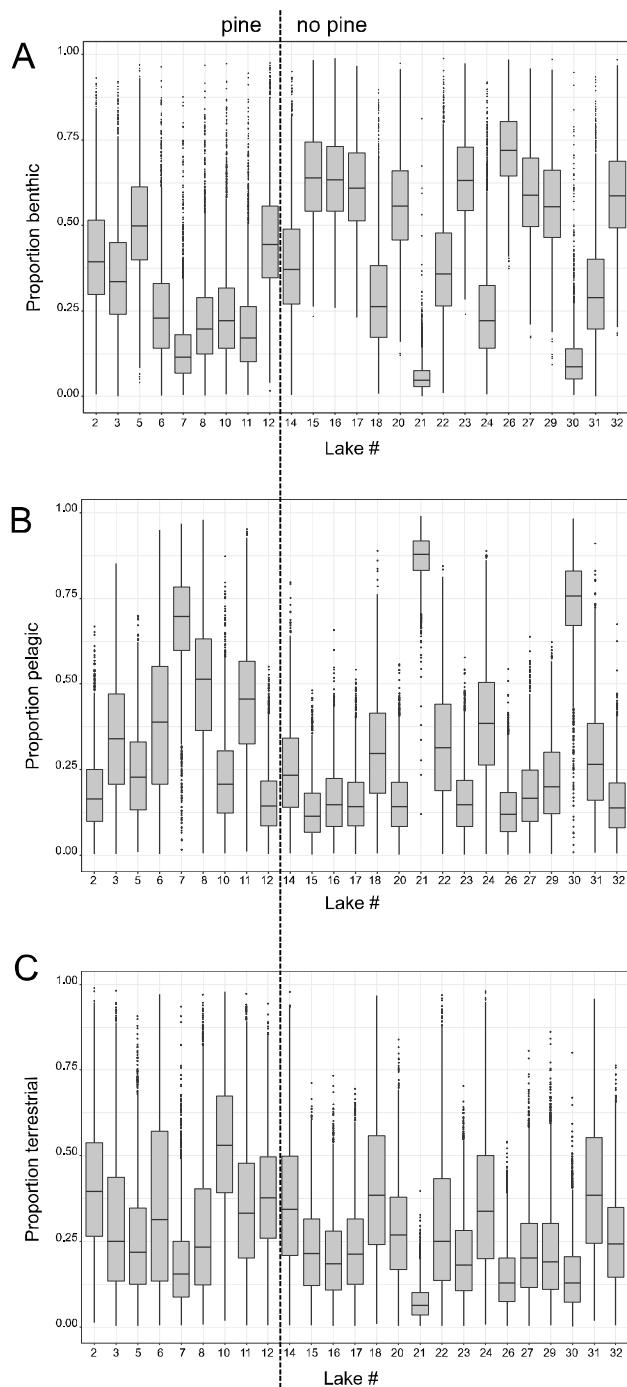 pine no pine
A
Proportion benthic
1.00
0.75
0.50
0.25
0.00
2 3 5 6 7 8 10 11 12 14 15 16 17 18 20 21 22 23 24 26 27 29 30 31 32
Lake #
B
Proportion pelagic
1.00
0.75
0.50
0.25
0.00
2 3 5 6 7 8 10 11 12 14 15 16 17 18 20 21 22 23 24 26 27 29 30 31 32
Lake #
C
Proportion terrestrial
1.00
0.75
0.50
0.25
0.00
2 3 5 6 7 8 10 11 12 14 15 16 17 18 20 21 22 23 24 26 27 29 30 31 32
Lake #